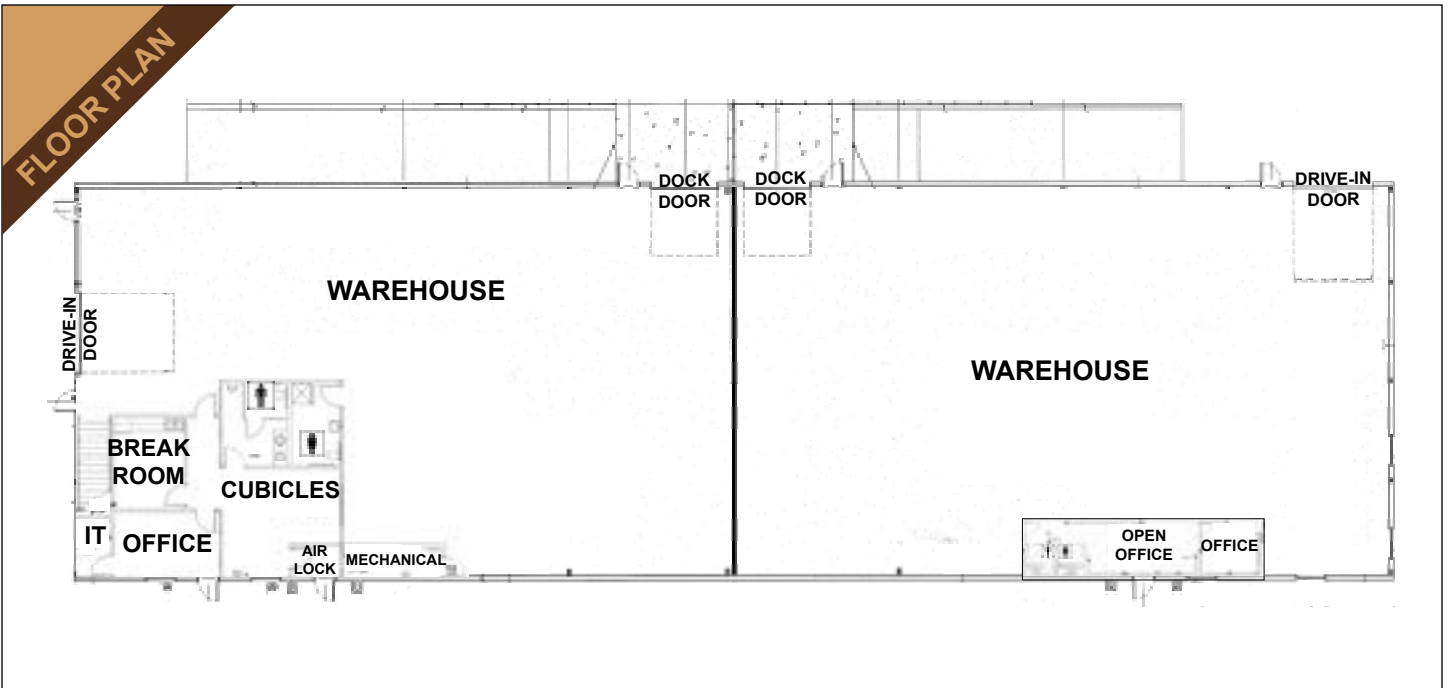 FLOOR PLAN
DOCK
DOOR
DOCK
DOOR
DRIVE-IN
DOOR
WAREHOUSE
DRIVE-IN
DOOR
WAREHOUSE
BREAK
ROOM
CUBICLES
IT
OFFICE
AIR
LOCK
MECHANICAL
OPEN
OFFICE
OFFICE